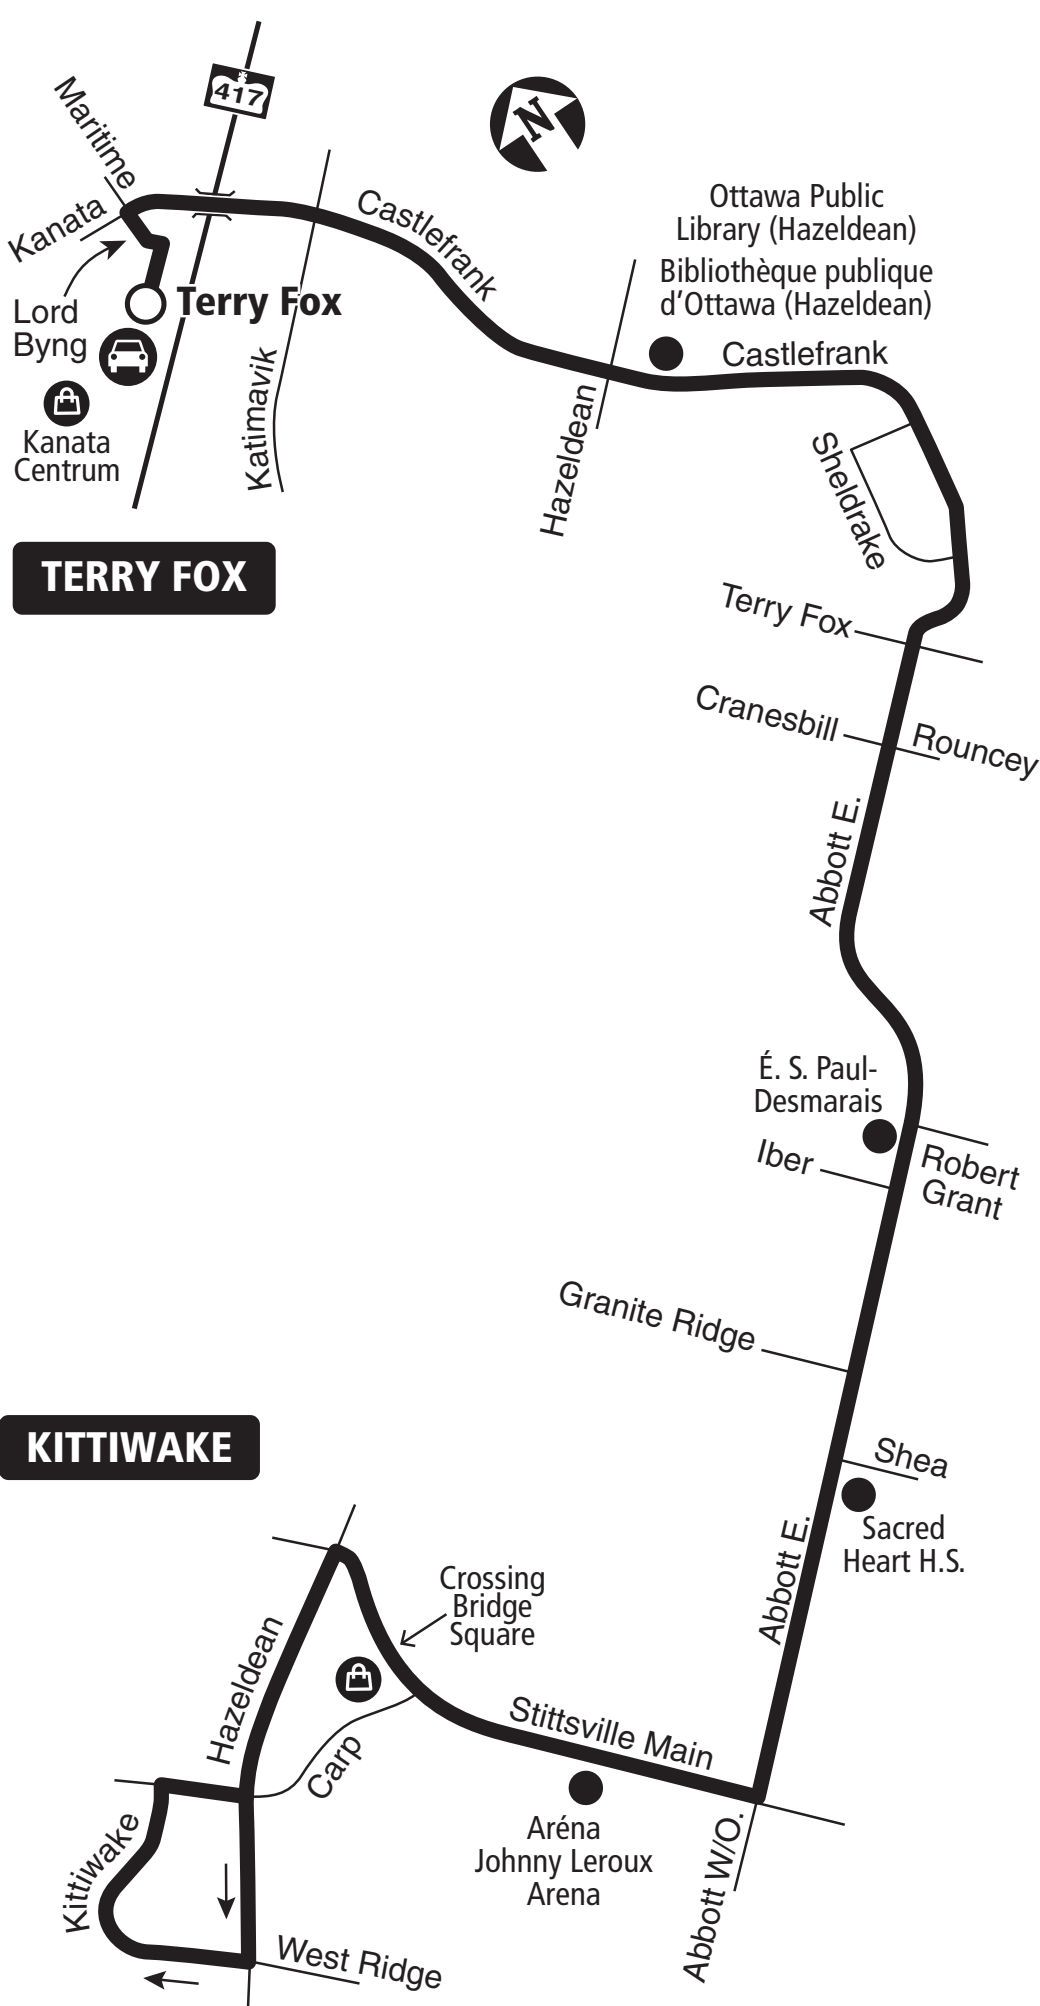 417
Maritime
N
Kanata
Castlefrank
Ottawa Public
Library (Hazeldean)
Bibliothèque publique
d'Ottawa (Hazeldean)
Terry Fox
Lord
Byng
Castlefrank
Katimavik
Hazeldean
Kanata
Centrum
Sheldrake
TERRY FOX
Terry Fox
Cranesbill
Rouncey
Abbott E.
É. S. Paul-
Desmarais
Iber
Robert
Grant
Granite Ridge
KITTIWAKE
Shea
Sacred
Heart H.S.
Abbott E.
Crossing
Bridge
Square
Hazeldean
Stittsville Main
Carp
Aréna
Johnny Leroux
Arena
Kittiwake
Abbott W/O.
West Ridge